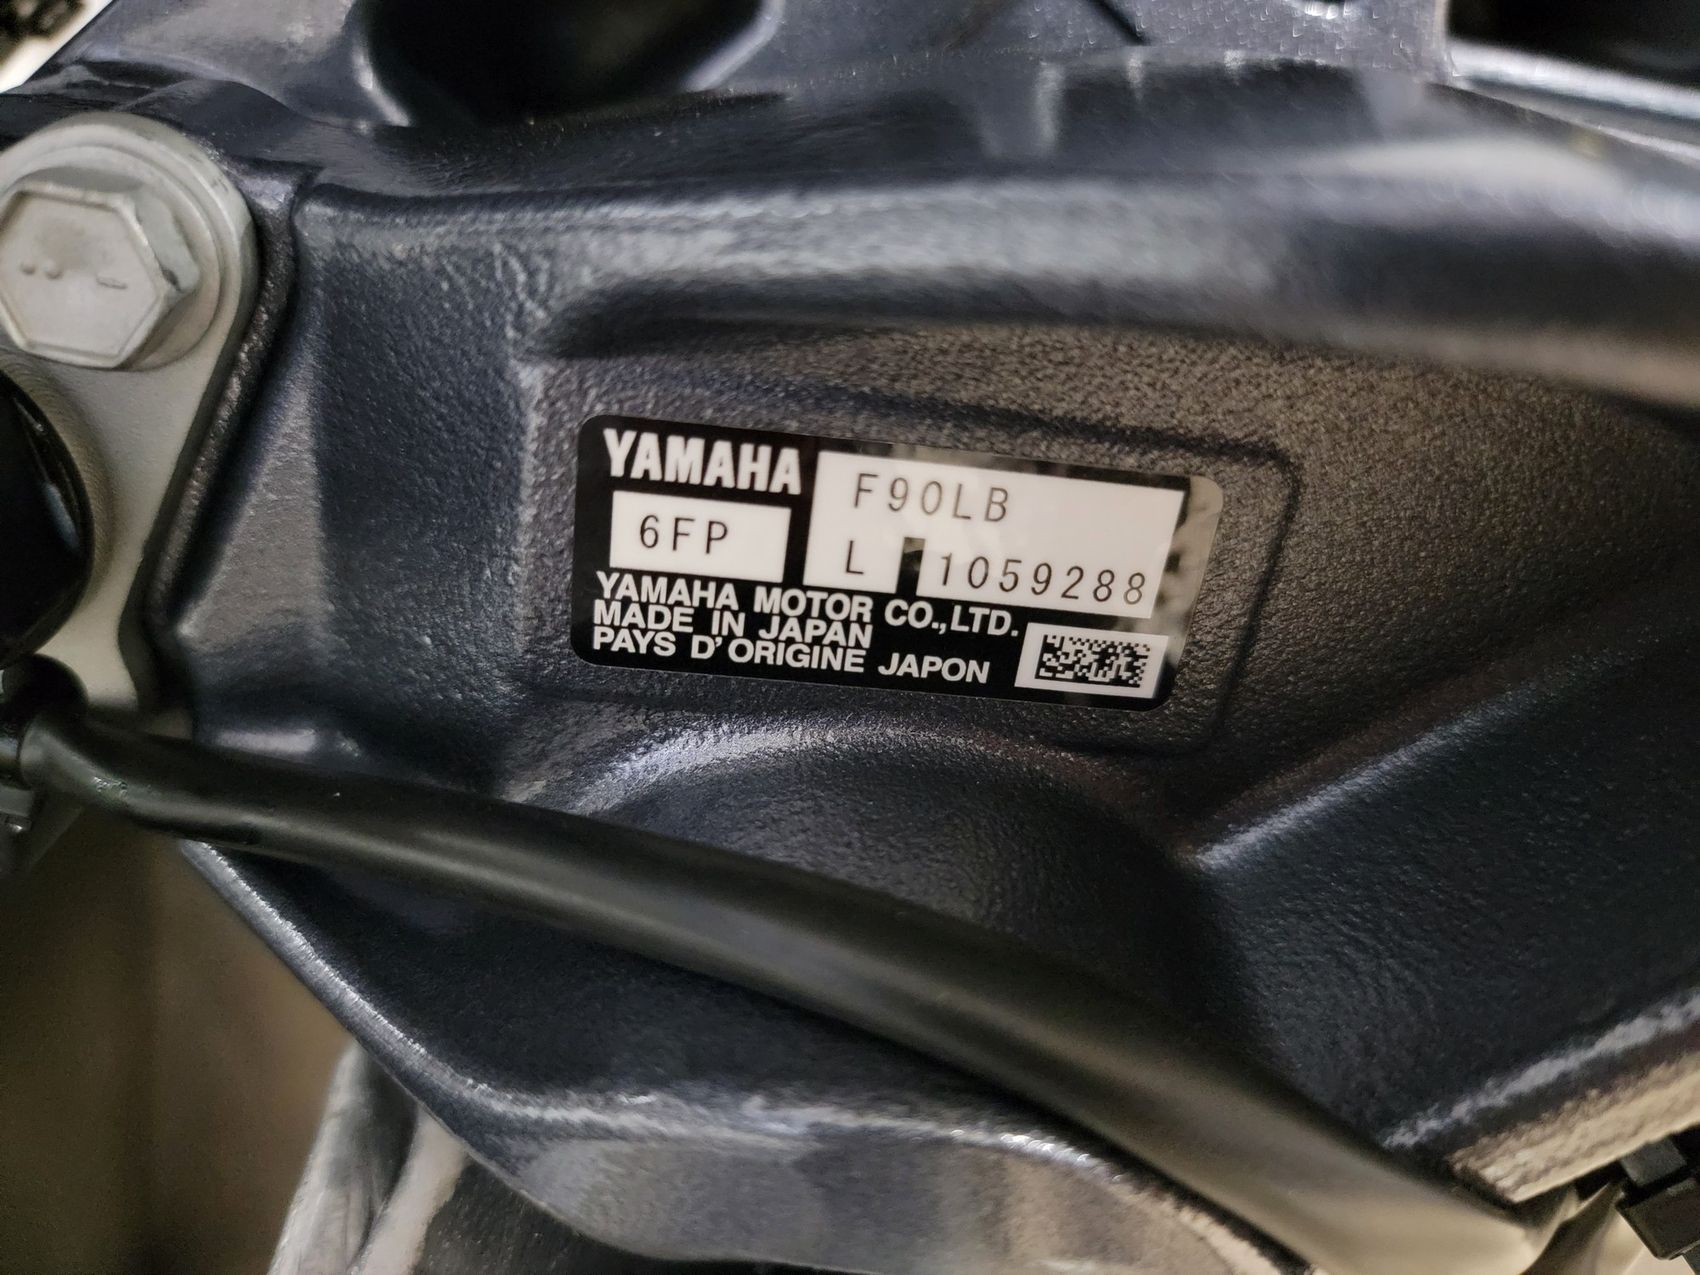 YAMAHA
F90LB
6FP
L 1059288
YAMAHA MOTOR CO.,LTD.
MADE IN JAPAN
PAYS D'ORIGINE JAPON